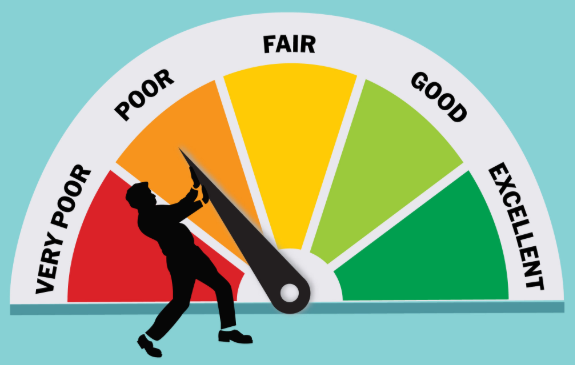 VERY POOR
POOR
FAIR
GOOD
EXCELLENT